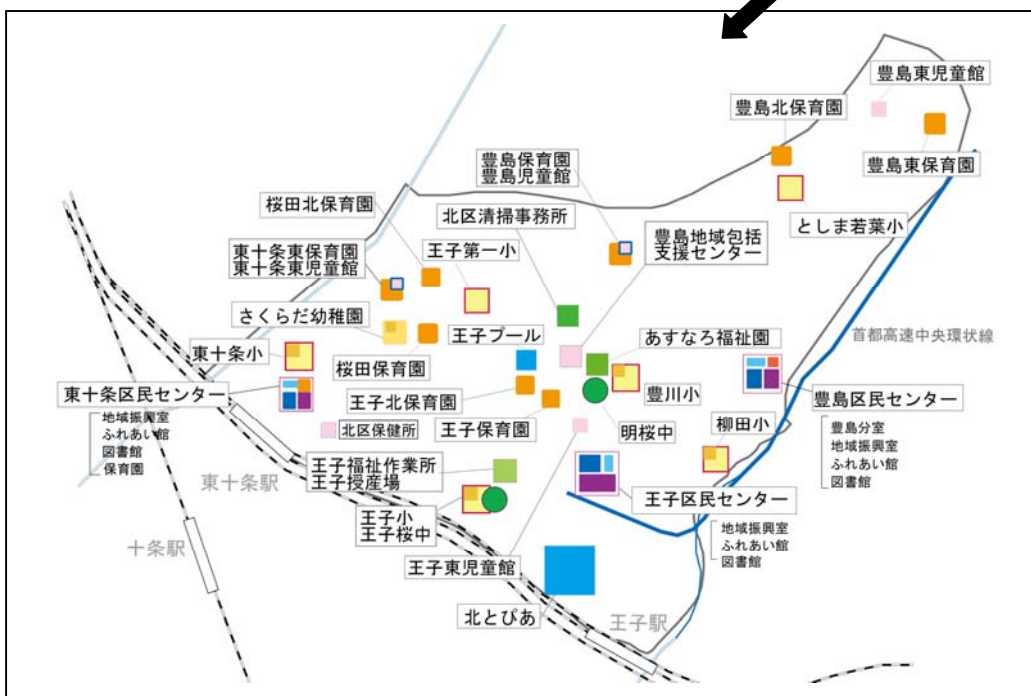 豊島東児童館
豊島北保育園
豊島東保育園
豊島保育園
豊島児童館
としま若葉小
桜田北保育園
北区清掃事務所
豊島地域包括
支援センター
東十条東保育園
東十条東児童館
王子第一小
さくらだ幼稚園
王子プール
あすなろ福祉園
首都高速中央環状線
東十条小
桜田保育園
東十条区民センター
地域振興室
ふれあい館
図書館
保育園
王子北保育園
豊川小
豊島区民センター
豊島分室
地域振興室
ふれあい館
図書館
北区保健所
王子保育園
明桜中
柳田小
王子福祉作業所
王子授産場
東十条駅
王子区民センター
地域振興室
ふれあい館
図書館
王子小
王子桜中
十条駅
王子東児童館
北とぴあ
王子駅